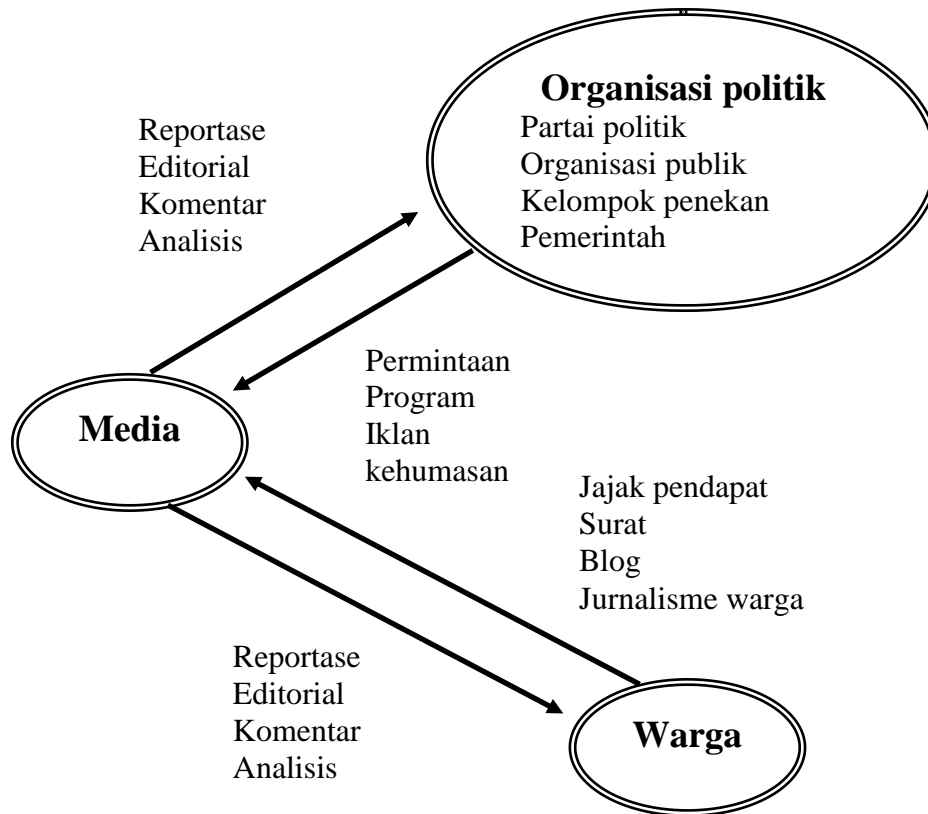 Organisasi politik
Partai politik
Organisasi publik
Kelompok penekan
Pemerintah
Reportase
Editorial
Komentar
Analisis
Permintaan
Program
Iklan
kehumasan
Media
Jajak pendapat
Surat
Blog
Jurnalisme warga
Reportase
Editorial
Komentar
Analisis
Warga